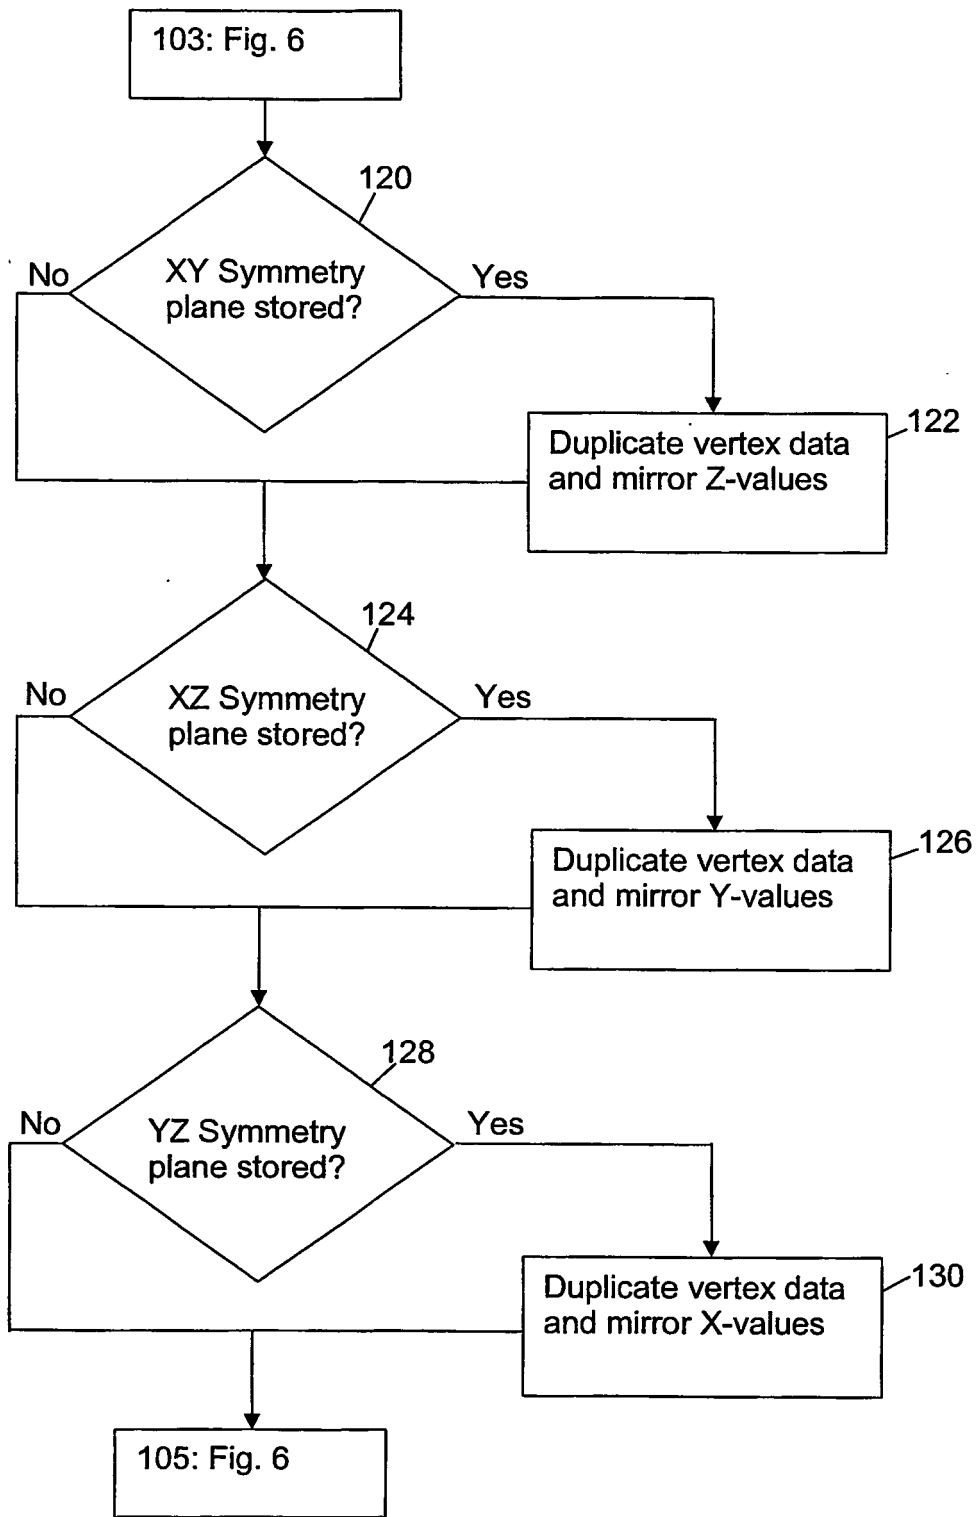 103: Fig. 6
120
XY Symmetry
plane stored?
No
Yes
122
Duplicate vertex data
and mirror Z-values
124
XZ Symmetry
plane stored?
No
Yes
126
Duplicate vertex data
and mirror Y-values
128
YZ Symmetry
plane stored?
No
Yes
130
Duplicate vertex data
and mirror X-values
105: Fig. 6